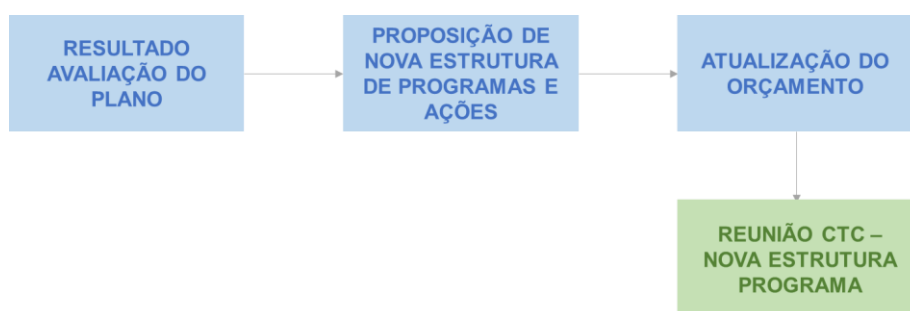 RESULTADO
AVALIAÇÃO DO
PLANO
PROPOSIÇÃO DE
NOVA ESTRUTURA
DE PROGRAMAS E
AÇÕES
ATUALIZAÇÃO DO
ORÇAMENTO
REUNIÃO CTC –
NOVA ESTRUTURA
PROGRAMA